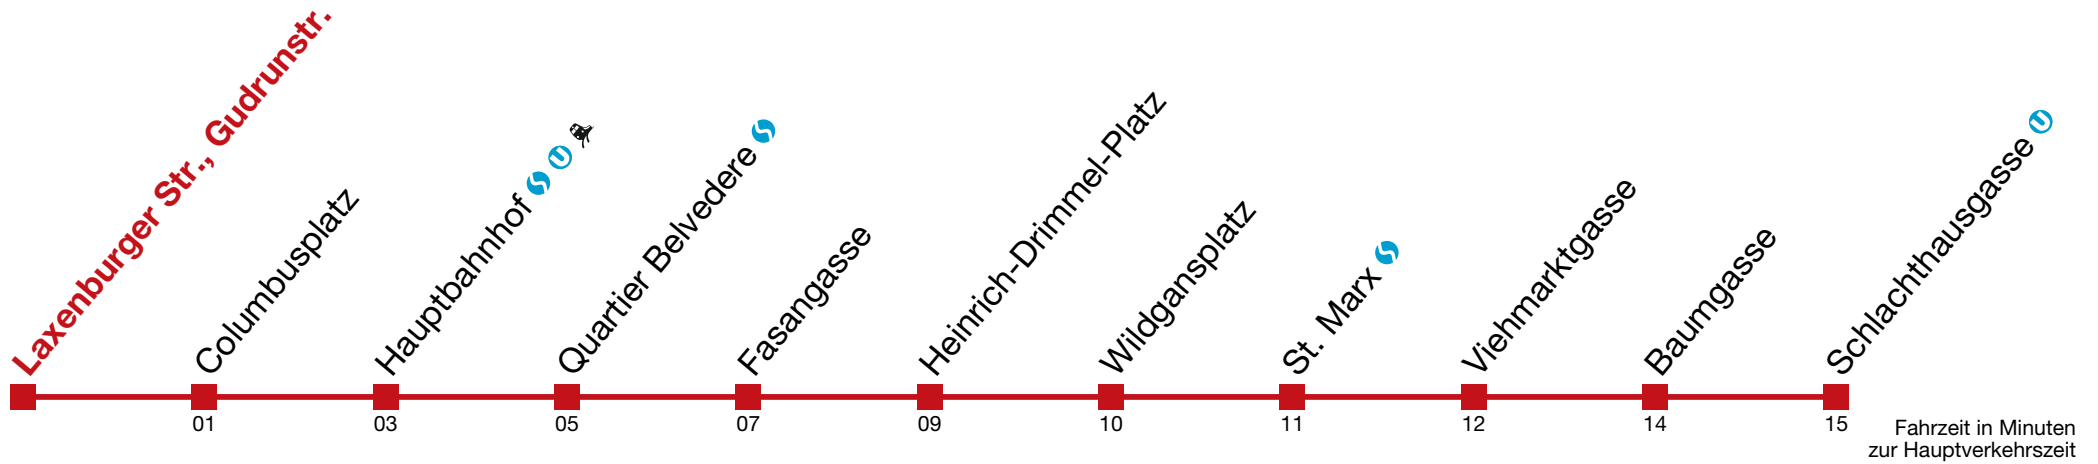 Laxenburger Str., Gudrunstr.
Columbusplatz
Hauptbahnhof
Quartier Belvedere
Fasangasse
Heinrich-Drimmel-Platz
Wildgansplatz
St. Marx
Viehmarktgasse
Baumgasse
Schlachthausgasse
01 03 05 07 09 10 11 12 14 15
Fahrzeit in Minuten
zur Hauptverkehrszeit